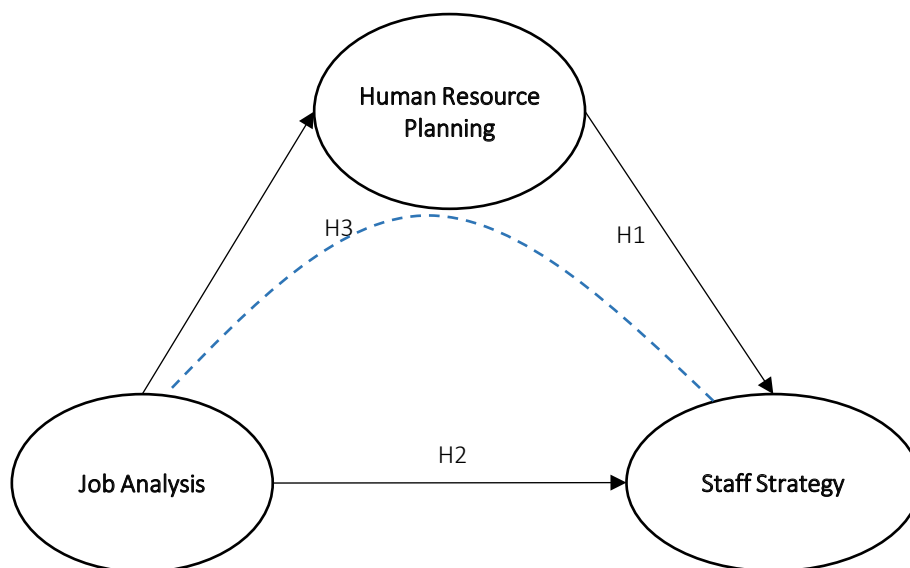 Human Resource
Planning
H3
H1
H2
Job Analysis
Staff Strategy